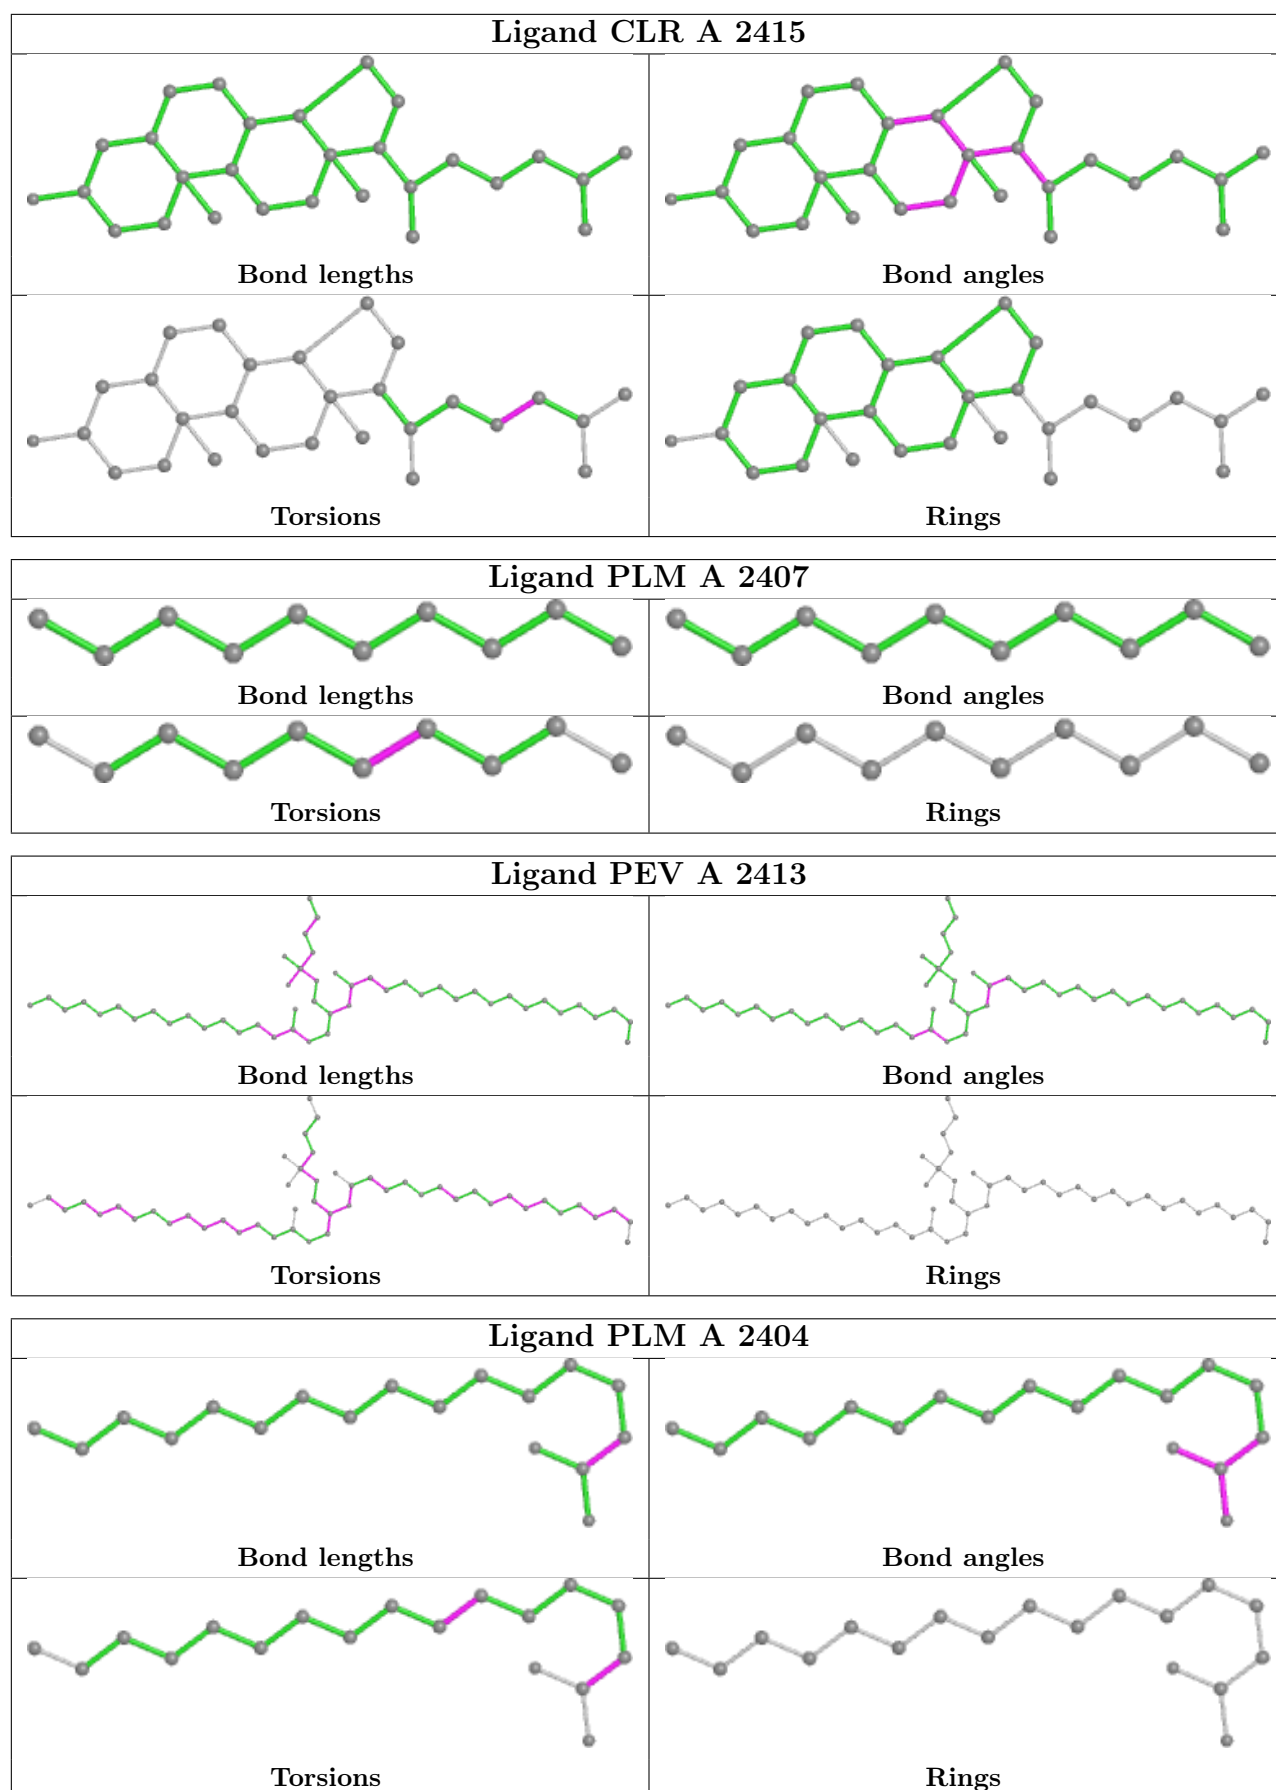 Ligand CLR A 2415
Bond lengths
Bond angles
Torsions
Rings
Ligand PLM A 2407
Bond lengths
Bond angles
Torsions
Rings
Ligand PEV A 2413
Bond lengths
Bond angles
Torsions
Rings
Ligand PLM A 2404
Bond lengths
Bond angles
Torsions
Rings